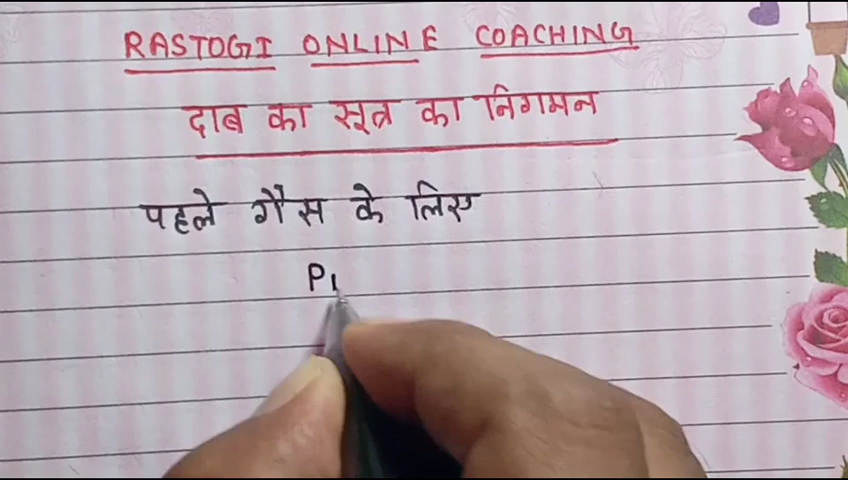 RASTOGI ONLINE COACHING
दाब का सूत्र का निगमन
पहले गैस के लिए
P1